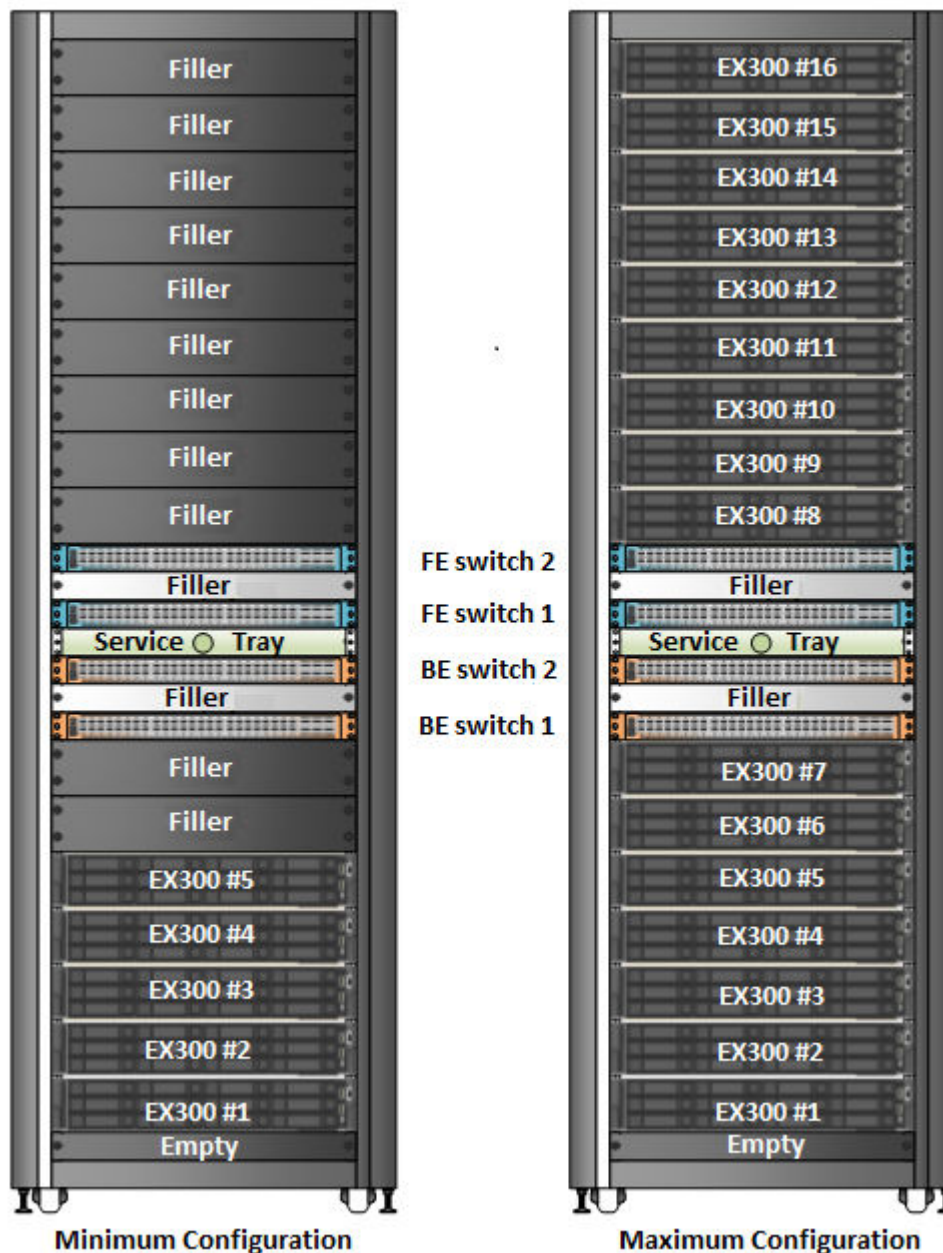 Filler
Filler
Filler
Filler
Filler
Filler
Filler
Filler
Filler
Filler
Service Tray
Filler
Filler
Filler
EX300 #5
EX300 #4
EX300 #3
EX300 #2
EX300 #1
Empty
Minimum Configuration
FE switch 2
FE switch 1
BE switch 2
BE switch 1
EX300 #16
EX300 #15
EX300 #14
EX300 #13
EX300 #12
EX300 #11
EX300 #10
EX300 #9
EX300 #8
Filler
Service Tray
Filler
EX300 #7
EX300 #6
EX300 #5
EX300 #4
EX300 #3
EX300 #2
EX300 #1
Empty
Maximum Configuration